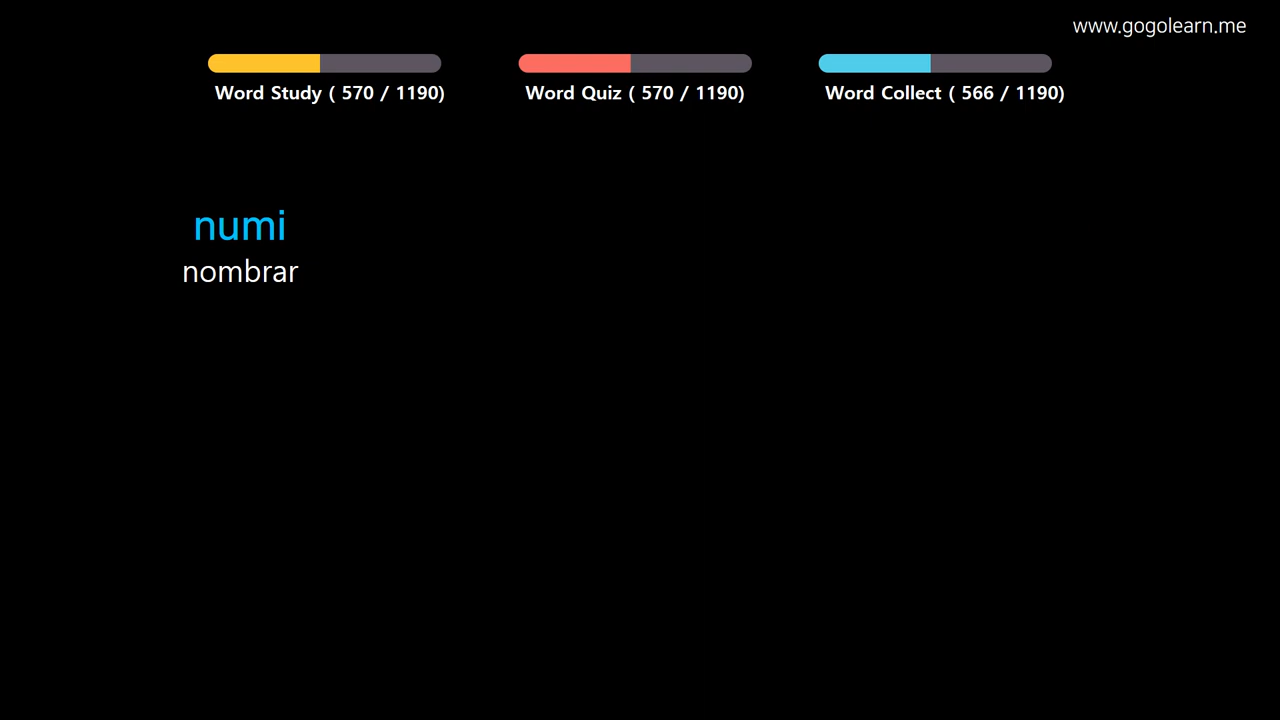 www.gogolearn.me
Word Study ( 570 / 1190)
Word Quiz ( 570 / 1190)
Word Collect ( 566 / 1190)
numi
nombrar